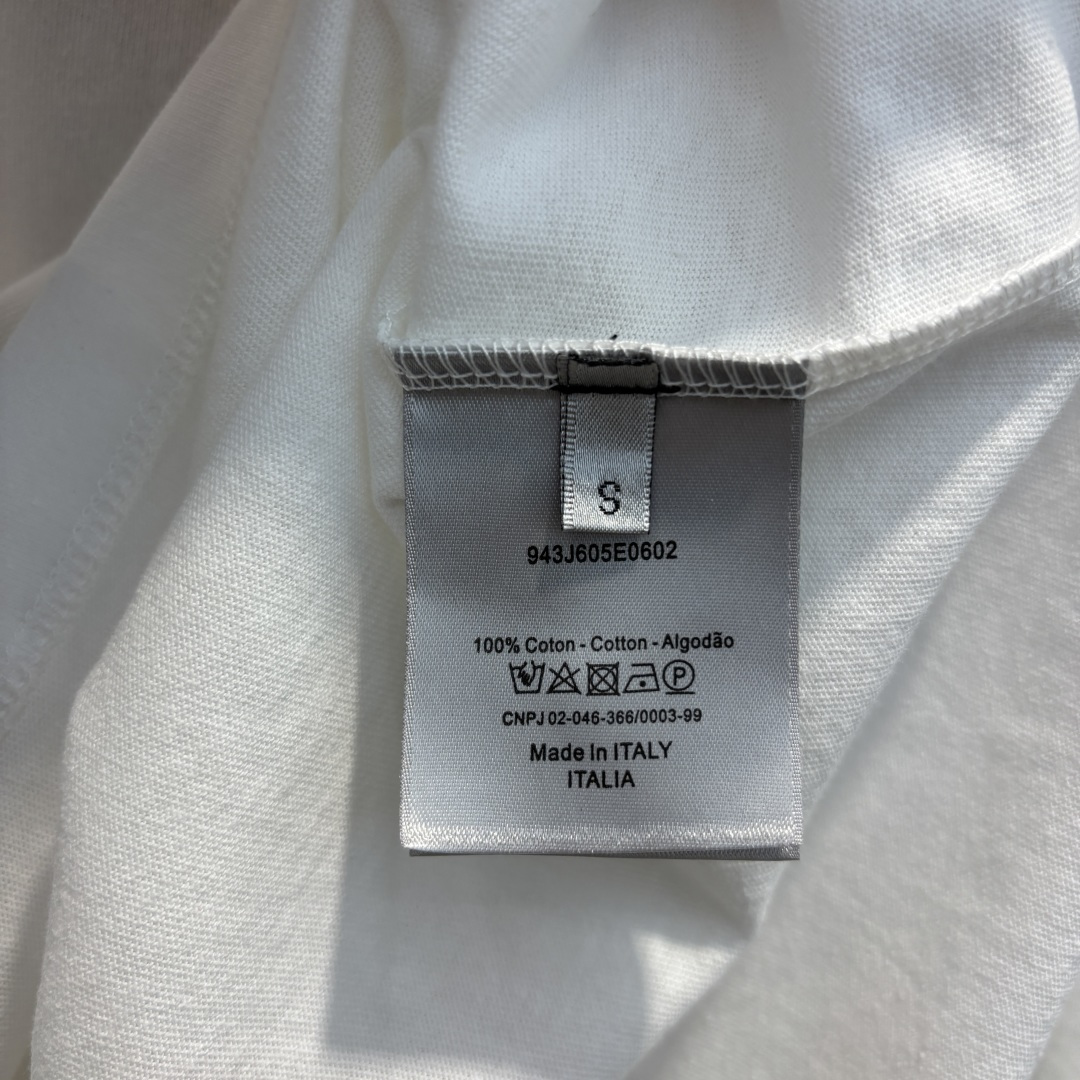 S
943J605E0602
100% Coton - Cotton - Algodão
P
CNPJ 02-046-366/0003-99
Made In ITALY
ITALIA